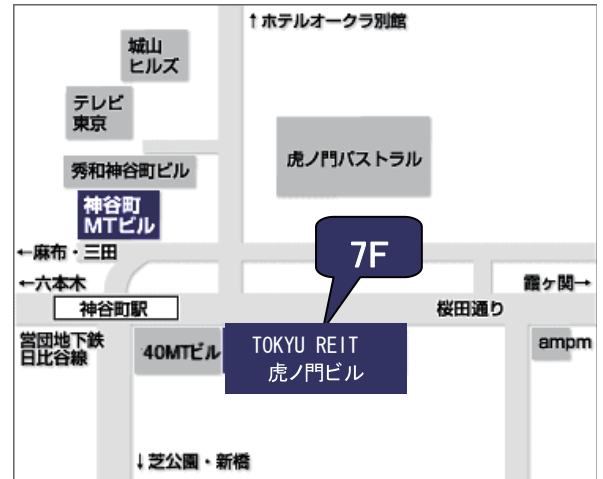 ↑ホテルオークラ別館
城山
ヒルズ
テレビ
東京
虎ノ門パストラル
秀和神谷町ビル
神谷町
MTビル
←麻布・三田
7F
←六本木
霞ヶ関→
神谷町駅
桜田通り
営団地下鉄
日比谷線
40MTビル
TOKYU REIT
虎ノ門ビル
ampm
↓芝公園・新橋